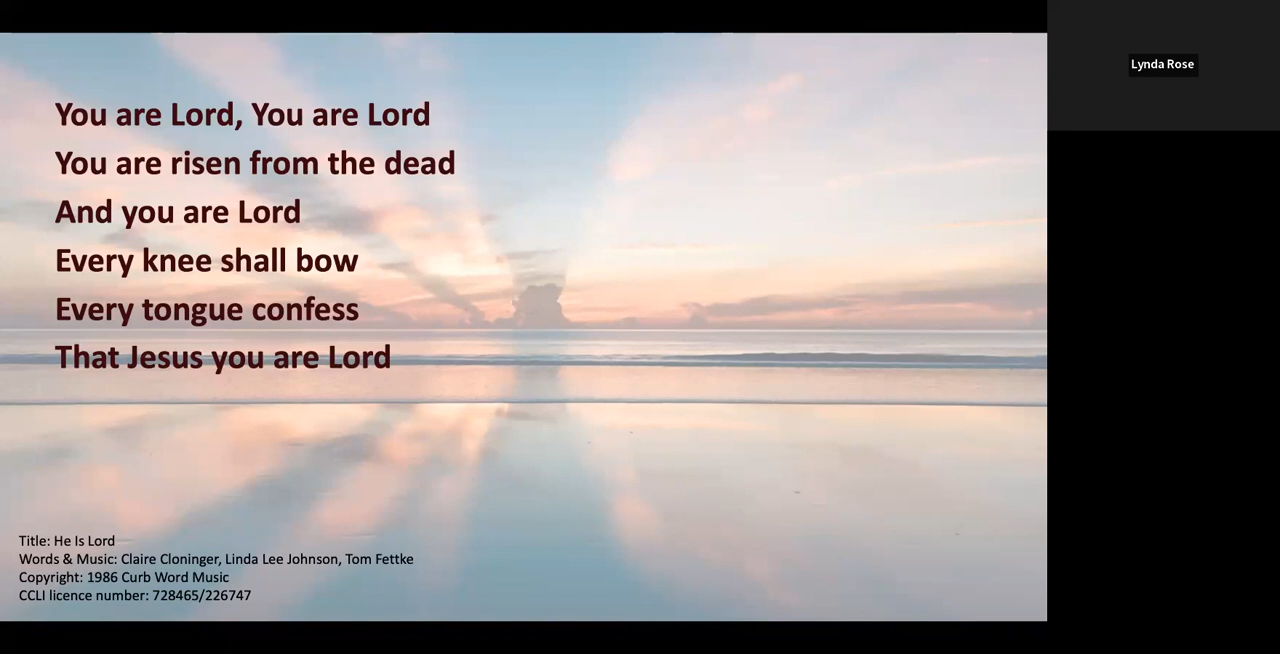 You are Lord, You are Lord
You are risen from the dead
And you are Lord
Every knee shall bow
Every tongue confess
That Jesus you are Lord
Title: He Is Lord
Words & Music: Claire Cloninger, Linda Lee Johnson, Tom Fettke
Copyright: 1986 Curb Word Music
CCLI licence number: 728465/226747
Lynda Rose